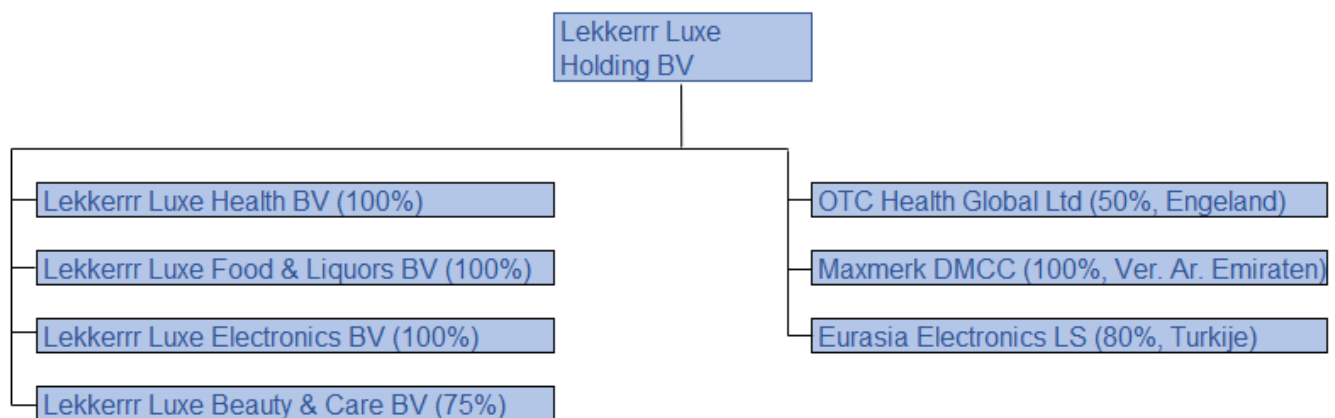 Lekkerrr Luxe
Holding BV
Lekkerrr Luxe Health BV (100%)
Lekkerrr Luxe Food & Liquors BV (100%)
Lekkerrr Luxe Electronics BV (100%)
Lekkerrr Luxe Beauty & Care BV (75%)
OTC Health Global Ltd (50%, Engeland)
Maxmerk DMCC (100%, Ver. Ar. Emiraten)
Eurasia Electronics LS (80%, Turkije)